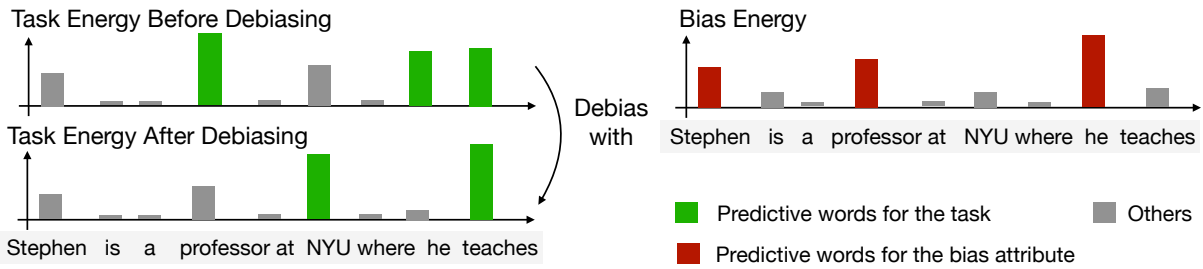 Task Energy Before Debiasing
Task Energy After Debiasing
Stephen is a professor at NYU where he teaches
Debias
with
Bias Energy
Stephen is a professor at NYU where he teaches
Predictive words for the task
Others
Predictive words for the bias attribute